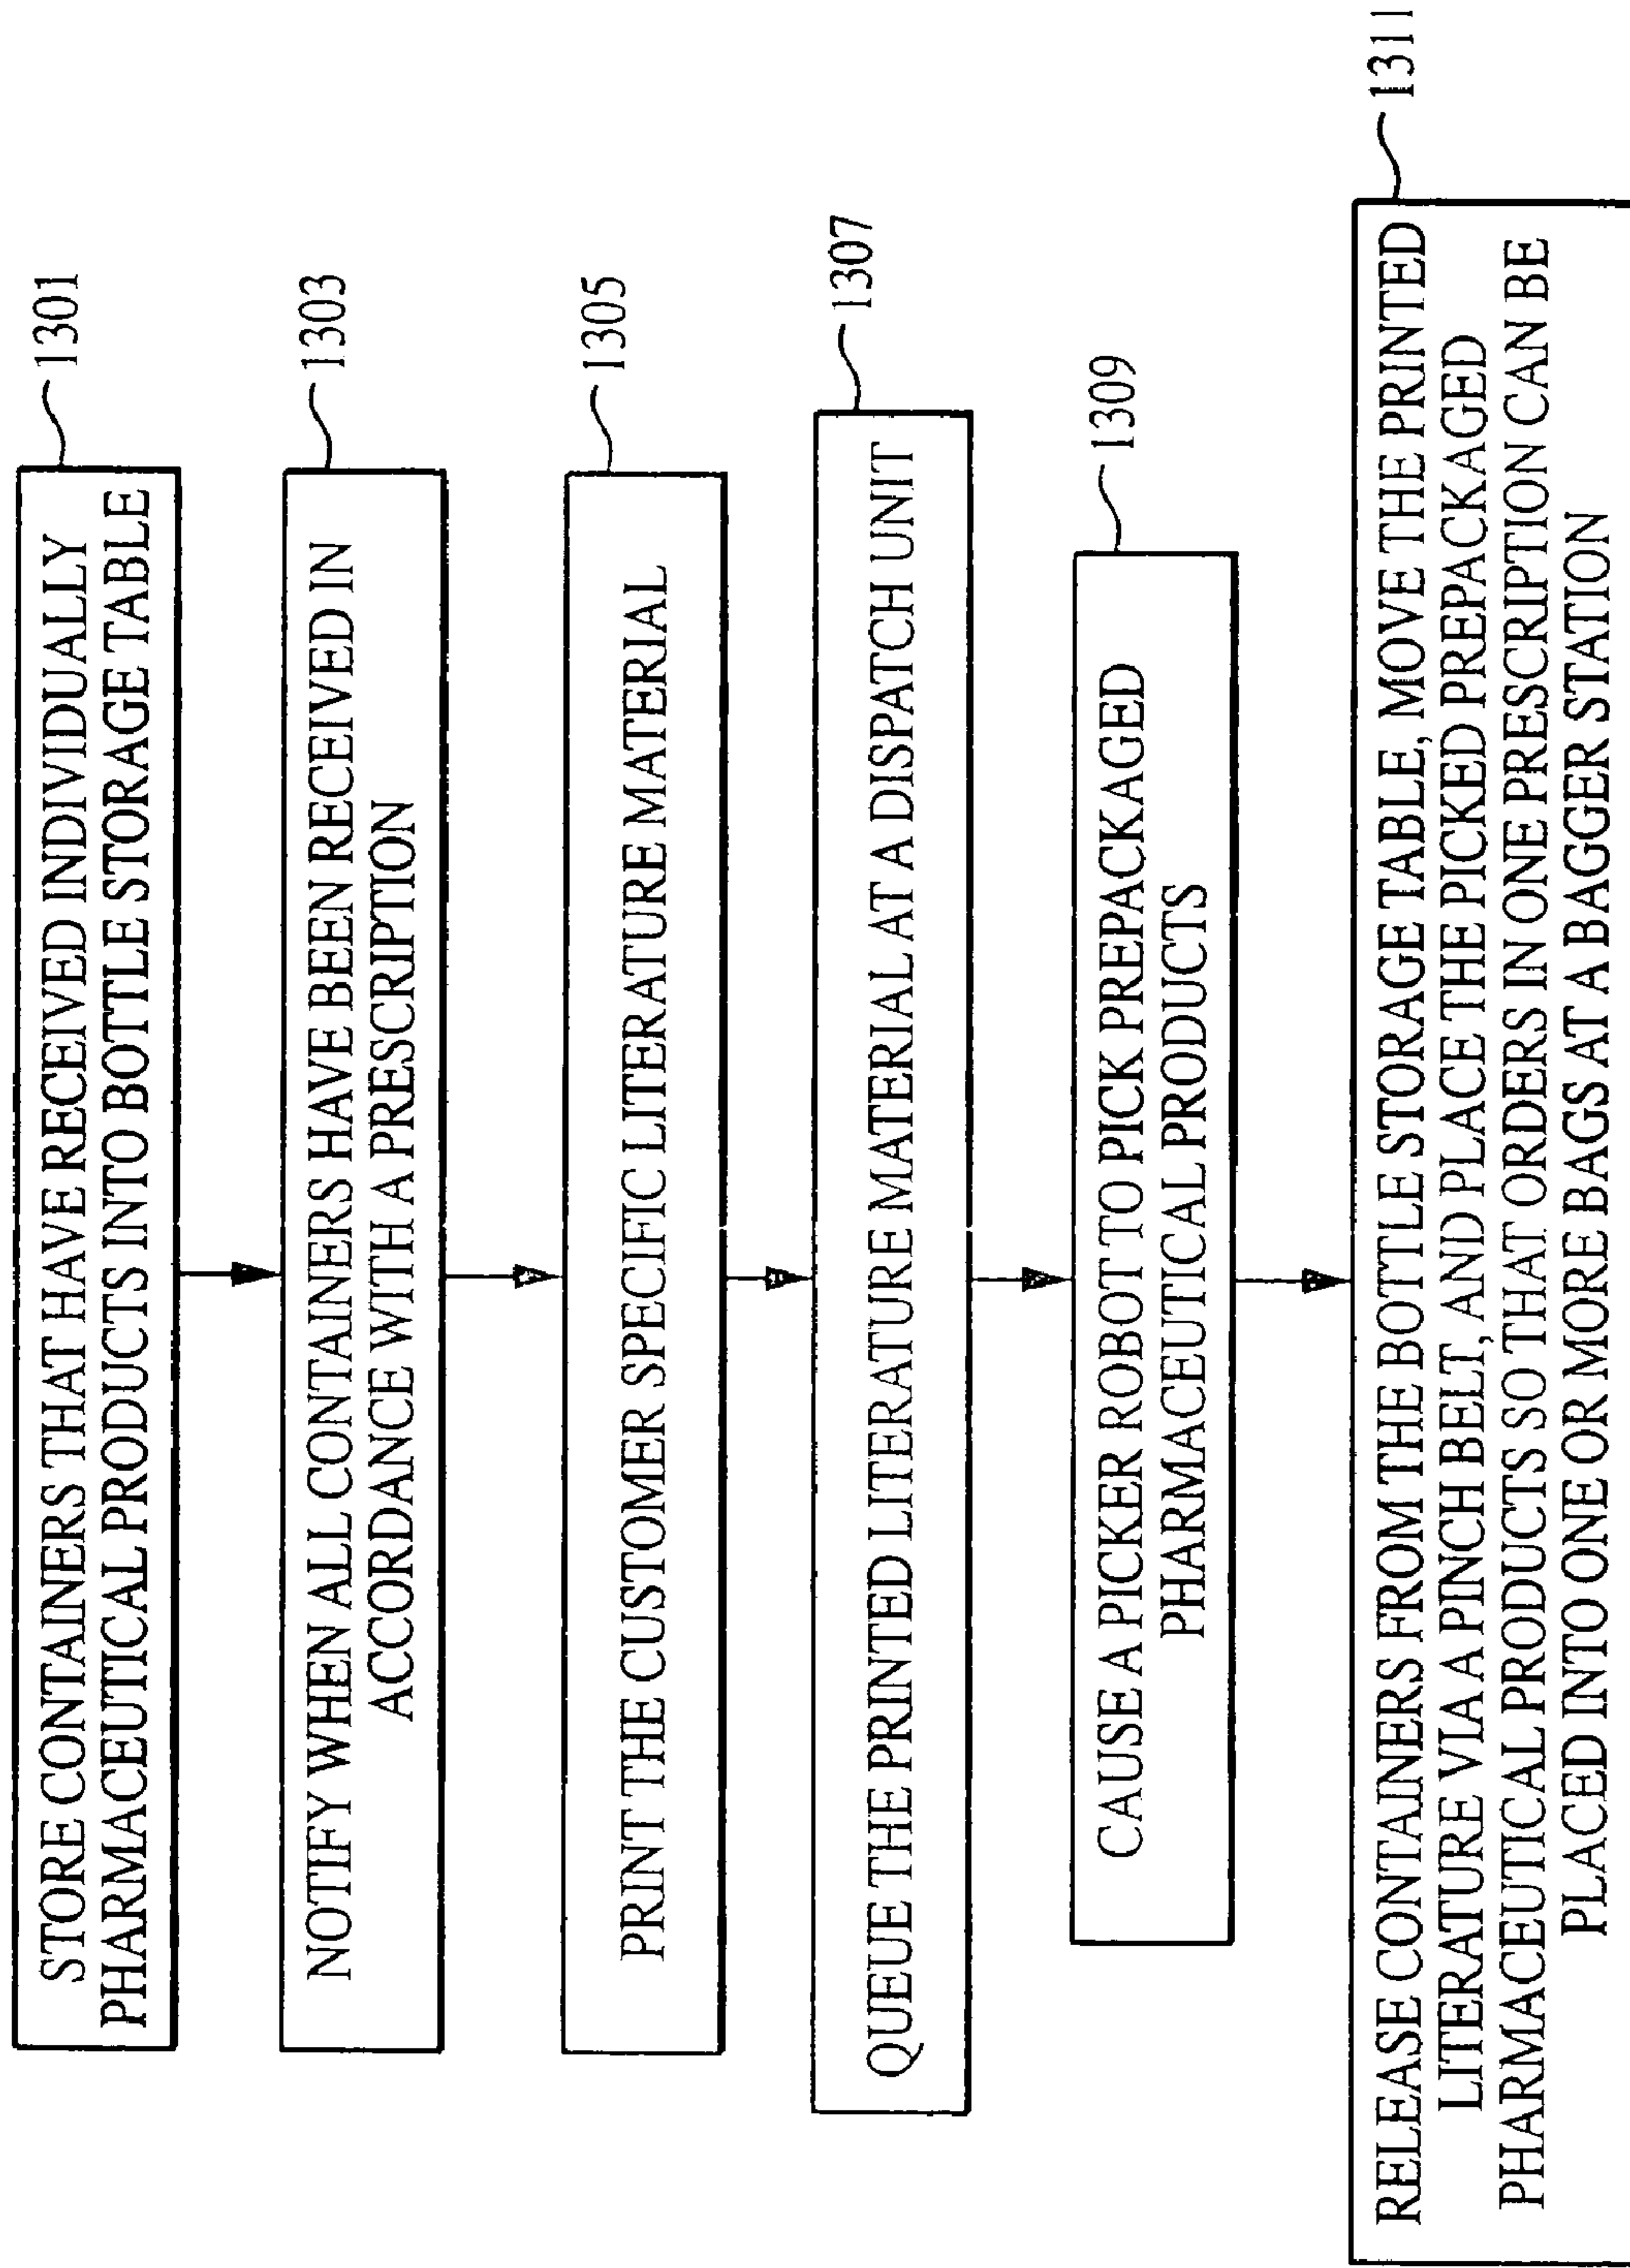 STORE CONTAINERS THAT HAVE RECEIVED INDIVIDUALLY
PHARMACEUTICAL PRODUCTS INTO BOTTLE STORAGE TABLE
1301
NOTIFY WHEN ALL CONTAINERS HAVE BEEN RECEIVED IN
ACCORDANCE WITH A PRESCRIPTION
1303
PRINT THE CUSTOMER SPECIFIC LITERATURE MATERIAL
1305
QUEUE THE PRINTED LITERATURE MATERIAL AT A DISPATCH UNIT
1307
CAUSE A PICKER ROBOT TO PICK PREPACKAGED
PHARMACEUTICAL PRODUCTS
1309
RELEASE CONTAINERS FROM THE BOTTLE STORAGE TABLE, MOVE THE PRINTED
LITERATURE VIA A PINCH BELT, AND PLACE THE PICKED PREPACKAGED
PHARMACEUTICAL PRODUCTS SO THAT ORDERS IN ONE PRESCRIPTION CAN BE
PLACED INTO ONE OR MORE BAGS AT A BAGGER STATION
1311